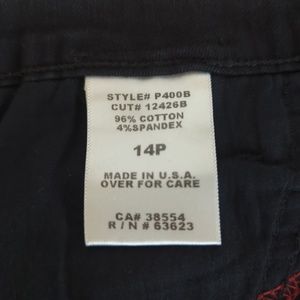 STYLE# P400B
CUT# 12426B
96% COTTON
4%SPANDEX
14P
MADE IN U.S.A.
OVER FOR CARE
CA# 38554
R / N # 63623